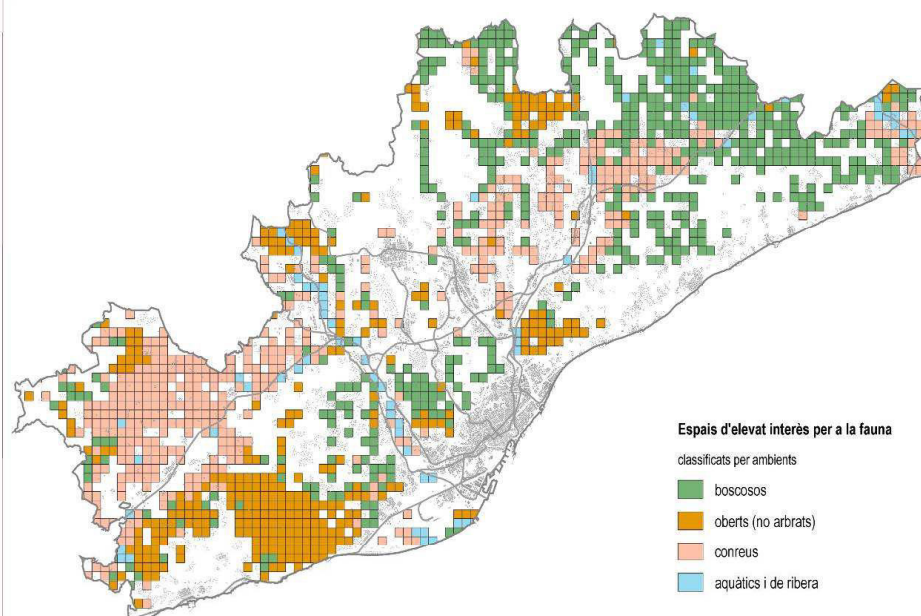 Espais d'elevat interès per a la fauna
classificats per ambients
boscosos
oberts (no arbrats)
conreus
aquàtics i de ribera